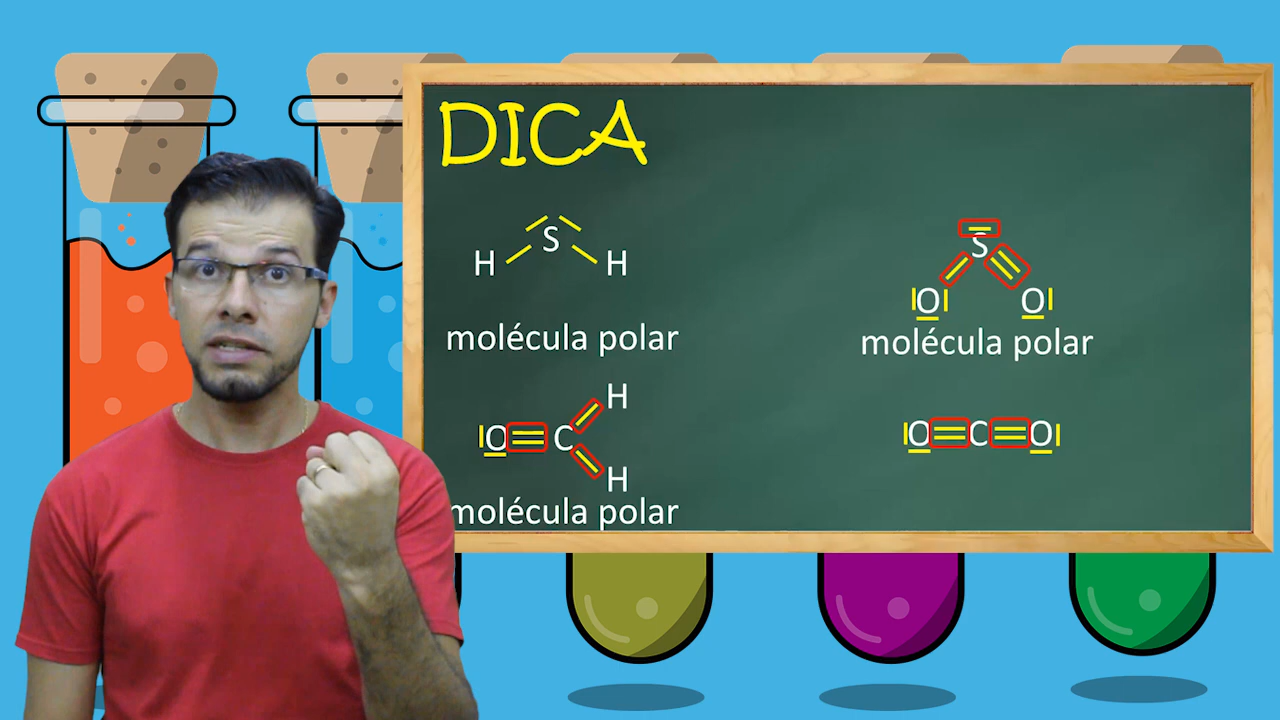 DICA
S
H H
molécula polar
S
O O
molécula polar
H
O C
H
molécula polar
O C O